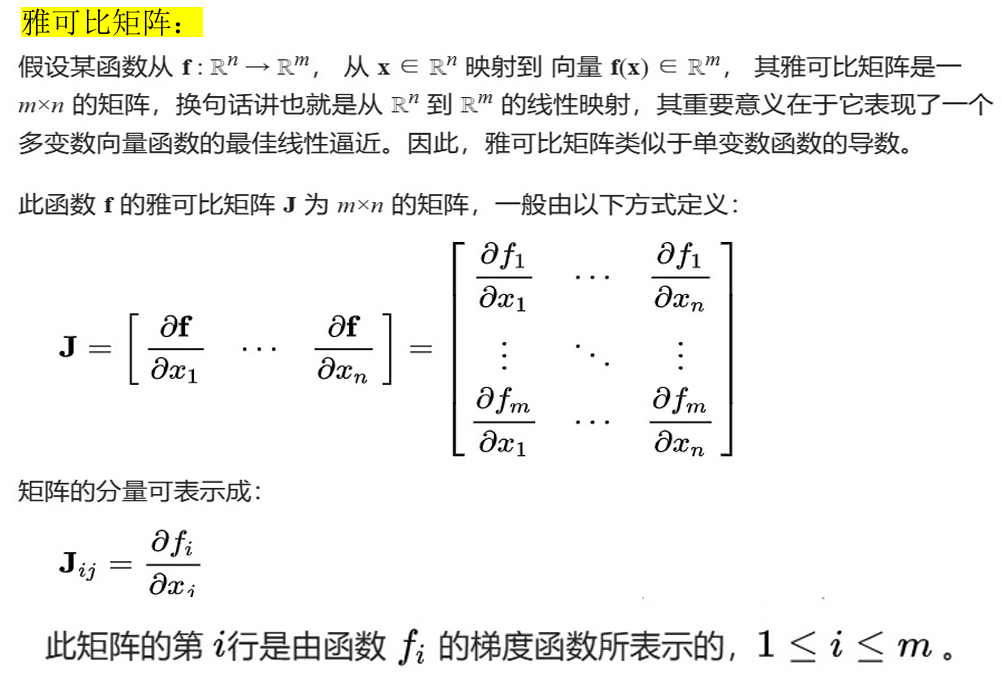 雅可比矩阵：
假设某函数从 f : ℝⁿ → ℝᵐ， 从 x ∈ ℝⁿ 映射到 向量 f(x) ∈ ℝᵐ， 其雅可比矩阵是一
m×n 的矩阵，换句话讲也就是从 ℝⁿ 到 ℝᵐ 的线性映射，其重要意义在于它表现了一个
多变数向量函数的最佳线性逼近。因此，雅可比矩阵类似于单变数函数的导数。
此函数 f 的雅可比矩阵 J 为 m×n 的矩阵，一般由以下方式定义：
J = [ ∂f/∂x₁ ⋯ ∂f/∂xₙ ] = [ ∂f₁/∂x₁ ⋯ ∂f₁/∂xₙ ⋮ ⋱ ⋮ ∂fₘ/∂x₁ ⋯ ∂fₘ/∂xₙ ]
矩阵的分量可表示成：
Jᵢⱼ = ∂fᵢ/∂xⱼ
此矩阵的第 i行是由函数 fᵢ 的梯度函数所表示的，1 ≤ i ≤ m 。